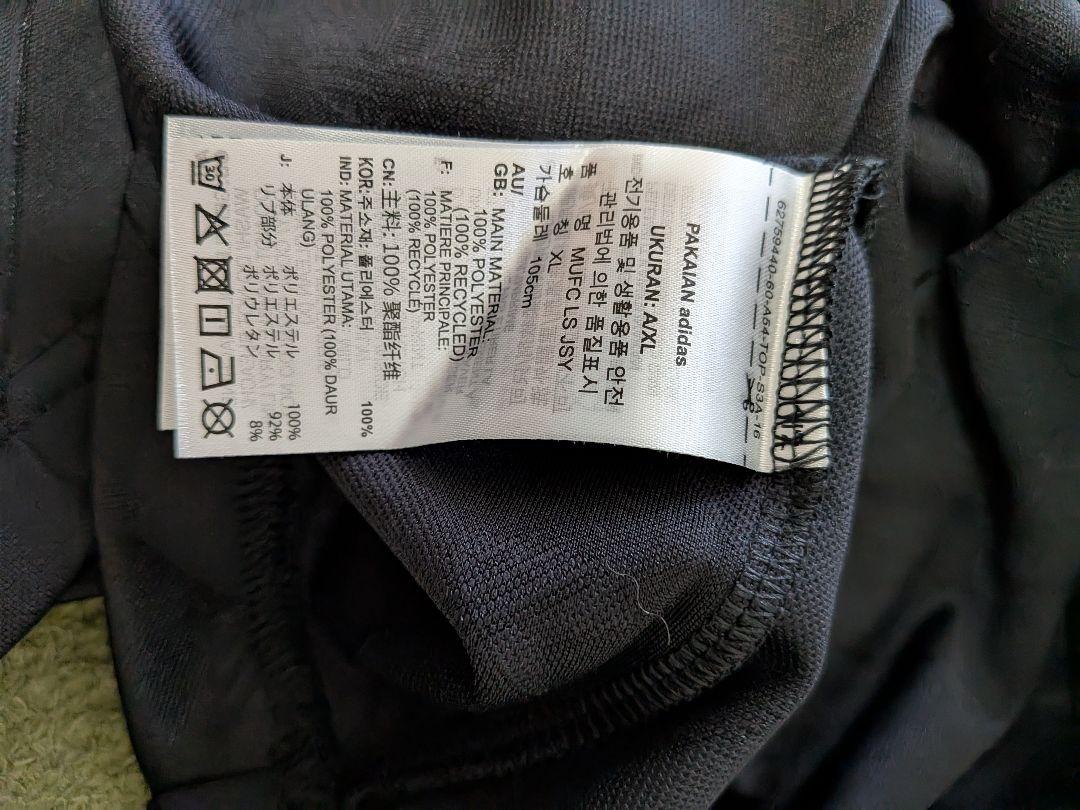 62759440-60-A54-TOP-S3A-16
PAKAIAN adidas
UKURAN: A/XL
전기용품 및 생활용품 안전
관리법에 의한 품질표시
품 명 MUFC LS JSY
호 칭 XL
가슴둘레 105cm
AU/
GB: MAIN MATERIAL:
100% POLYESTER
(100% RECYCLED)
F: MATIERE PRINCIPALE:
100% POLYESTER
(100% RECYCLE)
CN: 主料: 100% 聚酯纤维
KOR: 주소재: 폴리에스터 100%
IND: MATERIAL UTAMA:
100% POLYESTER (100% DAUR
ULANG)
J: 本体 ポリエステル 100%
リブ部分 ポリエステル 92%
ポリウレタン 8%
30